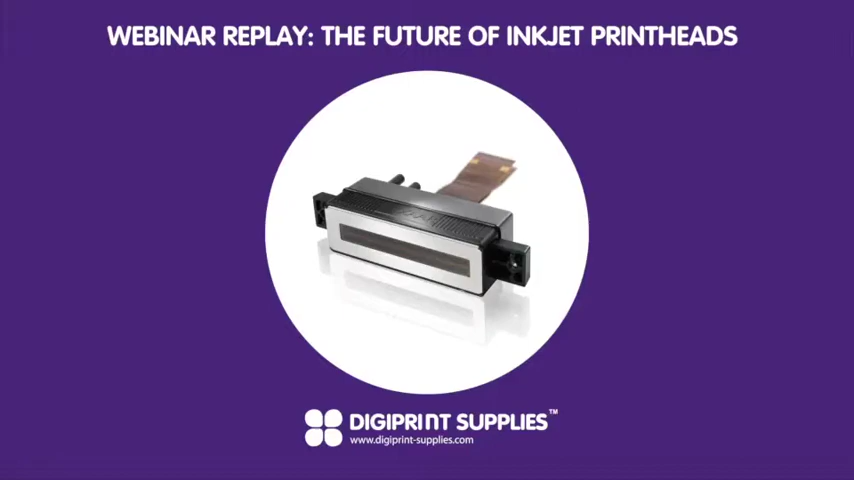 WEBINAR REPLAY: THE FUTURE OF INKJET PRINTHEADS
DIGIPRINT SUPPLIES™
www.digiprint-supplies.com